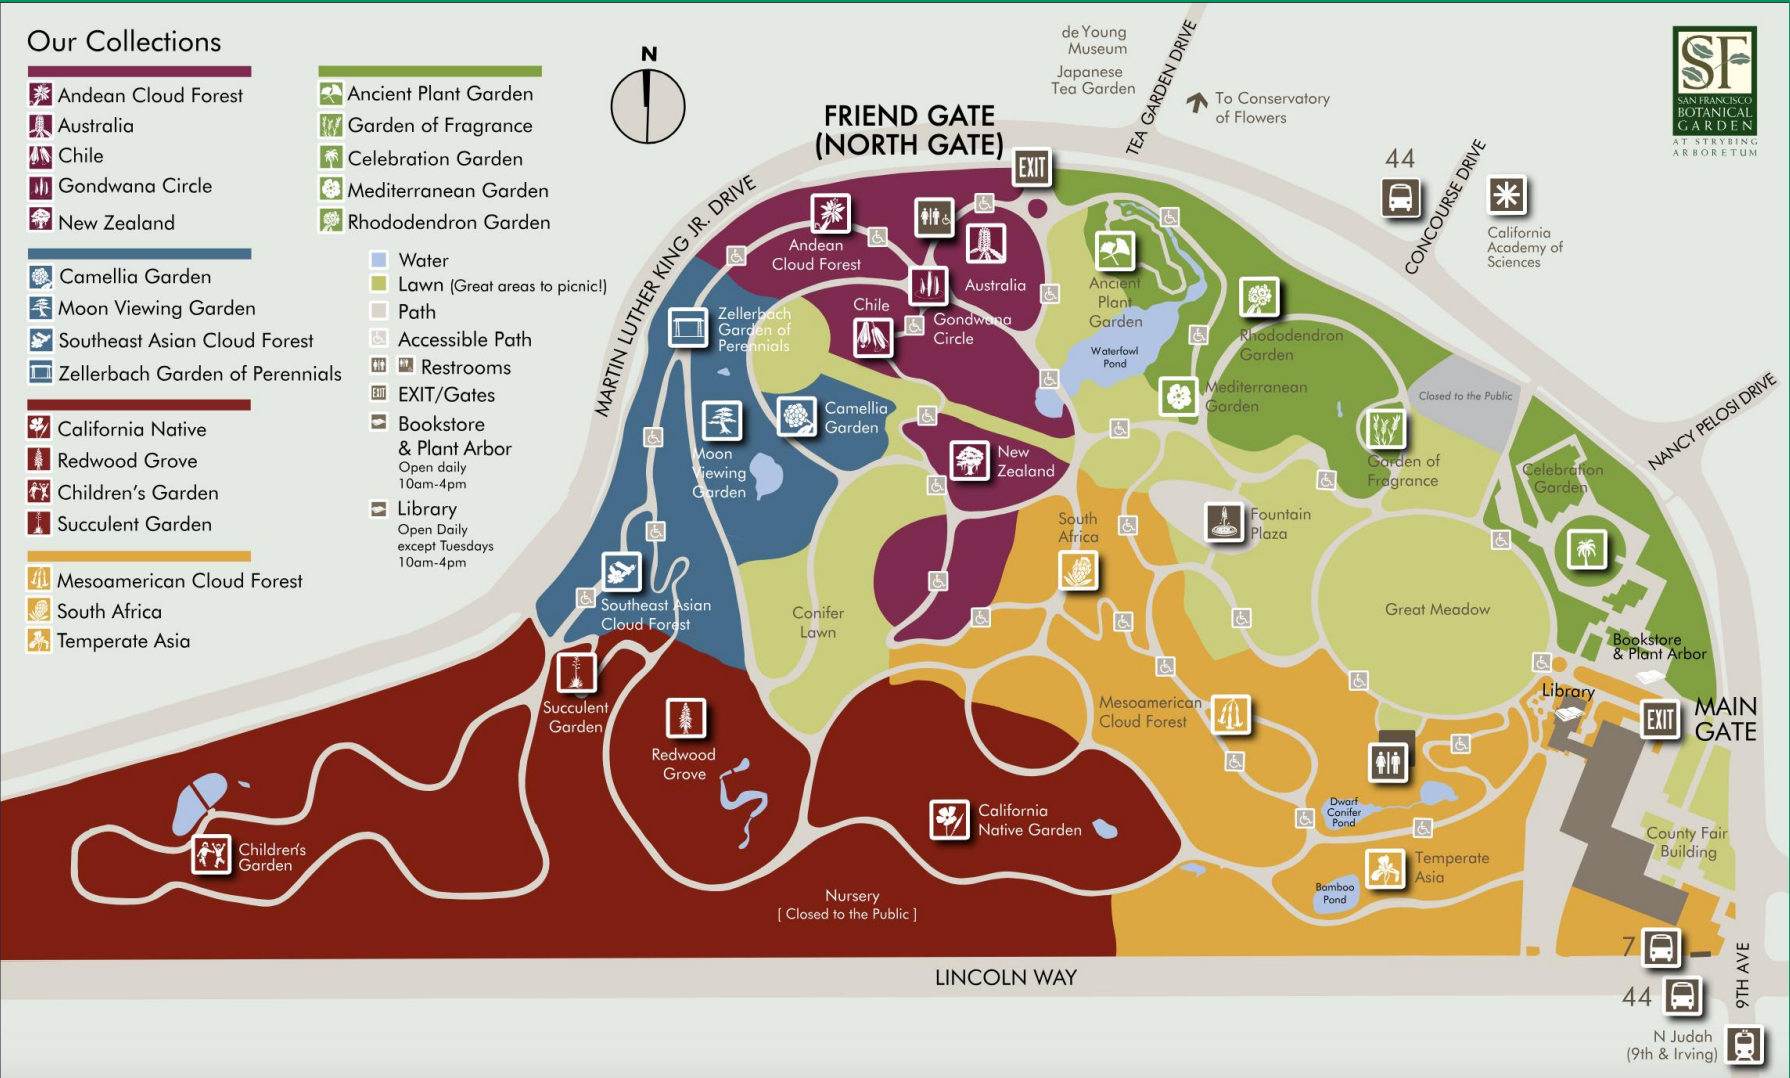 Our Collections
Andean Cloud Forest
Australia
Chile
Gondwana Circle
New Zealand
Camellia Garden
Moon Viewing Garden
Southeast Asian Cloud Forest
Zellerbach Garden of Perennials
California Native
Redwood Grove
Children's Garden
Succulent Garden
Mesoamerican Cloud Forest
South Africa
Temperate Asia
Ancient Plant Garden
Garden of Fragrance
Celebration Garden
Mediterranean Garden
Rhododendron Garden
Water
Lawn (Great areas to picnic!)
Path
Accessible Path
Restrooms
EXIT
EXIT/Gates
Bookstore
& Plant Arbor
Open daily
10am-4pm
Library
Open Daily
except Tuesdays
10am-4pm
N
de Young
Museum
Japanese
Tea Garden
TEA GARDEN DRIVE
To Conservatory
of Flowers
FRIEND GATE
(NORTH GATE)
EXIT
MARTIN LUTHER KING JR. DRIVE
44
CONCOURSE DRIVE
California
Academy of
Sciences
SF
SAN FRANCISCO
BOTANICAL
GARDEN
AT STRYBING
ARBORETUM
NANCY PELOSI DRIVE
Andean
Cloud Forest
Australia
Chile
Gondwana
Circle
Zellerbach
Garden of
Perennials
Ancient
Plant
Garden
Waterfowl
Pond
Rhododendron
Garden
Mediterranean
Garden
Closed to the Public
Camellia
Garden
Moon
Viewing
Garden
New
Zealand
Garden of
Fragrance
Celebration
Garden
South
Africa
Fountain
Plaza
Great Meadow
Southeast Asian
Cloud Forest
Conifer
Lawn
Bookstore
& Plant Arbor
Library
MAIN
GATE
EXIT
Succulent
Garden
Redwood
Grove
Mesoamerican
Cloud Forest
Dwarf
Conifer
Pond
California
Native Garden
Children's
Garden
County Fair
Building
Temperate
Asia
Bamboo
Pond
Nursery
[ Closed to the Public ]
LINCOLN WAY
7
44
9TH AVE
N Judah
(9th & Irving)